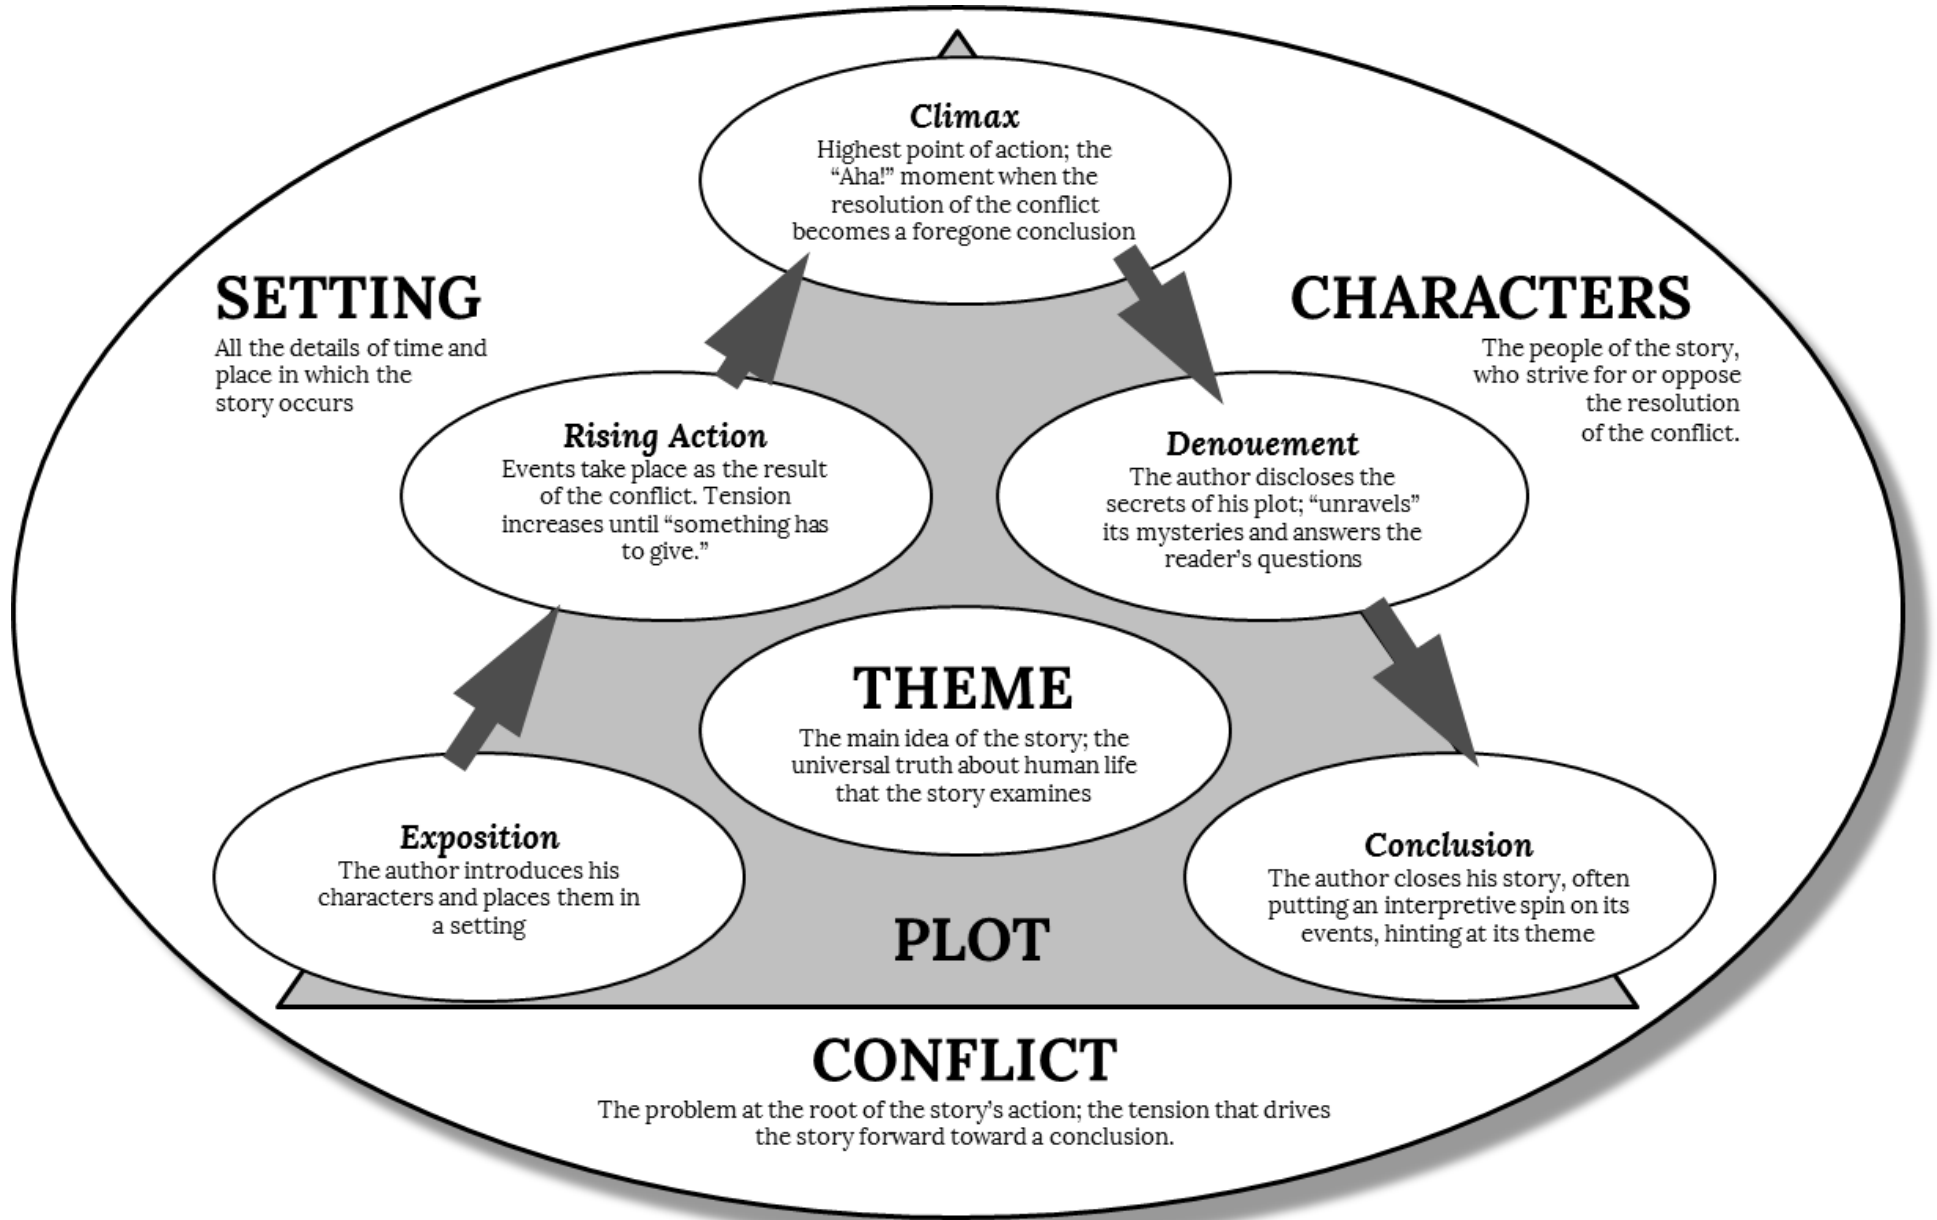 Climax
Highest point of action; the
“Aha!” moment when the
resolution of the conflict
becomes a foregone conclusion
SETTING
All the details of time and
place in which the
story occurs
CHARACTERS
The people of the story,
who strive for or oppose
the resolution
of the conflict.
Rising Action
Events take place as the result
of the conflict. Tension
increases until “something has
to give.”
Denouement
The author discloses the
secrets of his plot; “unravels”
its mysteries and answers the
reader’s questions
THEME
The main idea of the story; the
universal truth about human life
that the story examines
Exposition
The author introduces his
characters and places them in
a setting
Conclusion
The author closes his story, often
putting an interpretive spin on its
events, hinting at its theme
PLOT
CONFLICT
The problem at the root of the story’s action; the tension that drives
the story forward toward a conclusion.